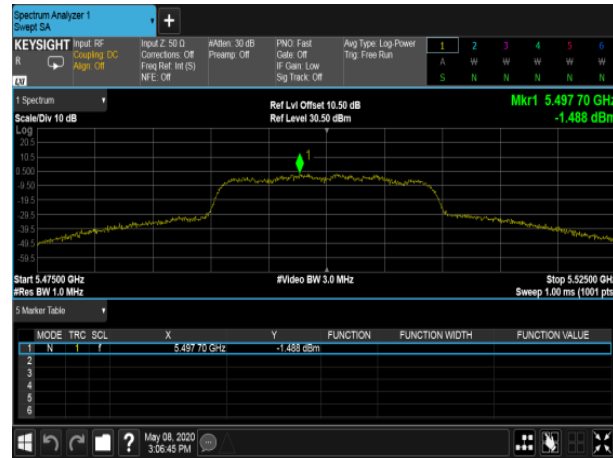 Spectrum Analyzer 1
Swept SA
+
KEYSIGHT Input: RF Input Z: 50 Ω #Atten: 30 dB PNO: Fast Avg Type: Log-Power 1 2 3 4 5 6
R Coupling: DC Corrections: Off Preamp: Off Gate: Off Trig: Free Run A W W W W W
Align: Off Freq Ref: Int (S) IF Gain: Low S N N N N N
LXI NFE: Off Sig Track: Off
1 Spectrum Ref Lvl Offset 10.50 dB Mkr1 5.497 70 GHz
Scale/Div 10 dB Ref Level 30.50 dBm -1.488 dBm
Log
20.5
10.5
1
0.500
-9.50
-19.5
-29.5
-39.5
-49.5
-59.5
Start 5.47500 GHz #Video BW 3.0 MHz Stop 5.52500 GHz
#Res BW 1.0 MHz Sweep 1.00 ms (1001 pts
5 Marker Table
MODE TRC SCL X Y FUNCTION FUNCTION WIDTH FUNCTION VALUE
1 N 1 f 5.497 70 GHz -1.488 dBm
2
3
4
5
6
? May 08, 2020
3:06:45 PM